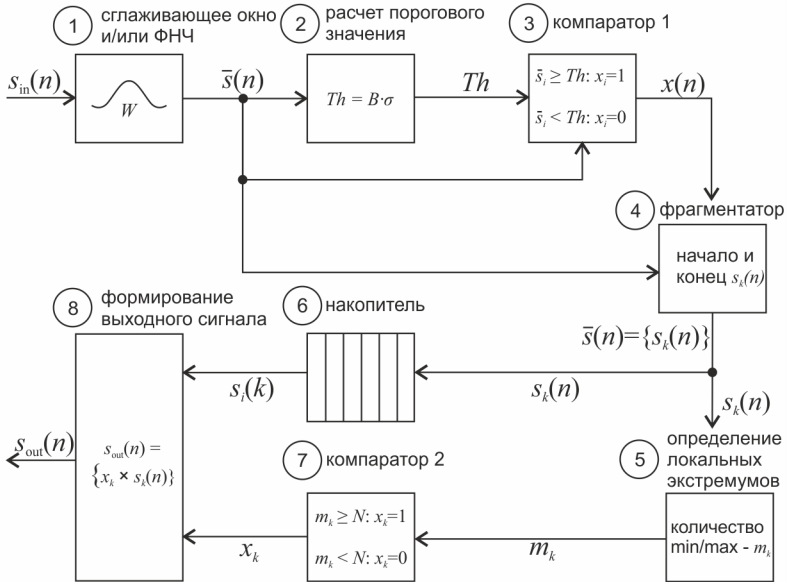 1 сглаживающее окно
и/или ФНЧ
2 расчет порогового
значения
3 компаратор 1
s_in(n)
W
s̄(n)
Th = B·σ
Th
s̄_i ≥ Th: x_i=1
s̄_i < Th: x_i=0
x(n)
4 фрагментатор
начало и
конец s_k(n)
s̄(n)={s_k(n)}
8 формирование
выходного сигнала
6 накопитель
s_i(k)
s_k(n)
s_k(n)
s_out(n)
s_out(n) =
{x_k × s_k(n)}
7 компаратор 2
5 определение
локальных
экстремумов
m_k ≥ N: x_k=1
m_k < N: x_k=0
x_k
m_k
количество
min/max - m_k